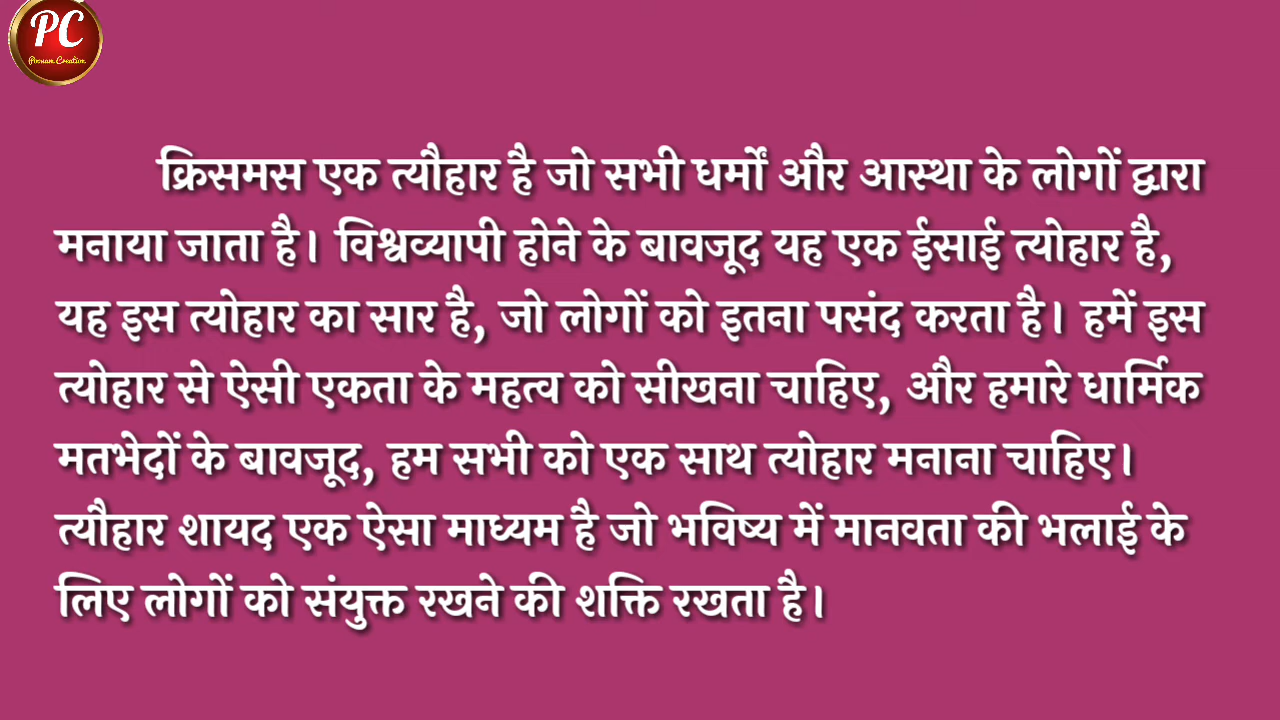 PC
Poonam Creation
क्रिसमस एक त्यौहार है जो सभी धर्मों और आस्था के लोगों द्वारा
मनाया जाता है। विश्वव्यापी होने के बावजूद यह एक ईसाई त्योहार है,
यह इस त्योहार का सार है, जो लोगों को इतना पसंद करता है। हमें इस
त्योहार से ऐसी एकता के महत्व को सीखना चाहिए, और हमारे धार्मिक
मतभेदों के बावजूद, हम सभी को एक साथ त्योहार मनाना चाहिए।
त्यौहार शायद एक ऐसा माध्यम है जो भविष्य में मानवता की भलाई के
लिए लोगों को संयुक्त रखने की शक्ति रखता है।